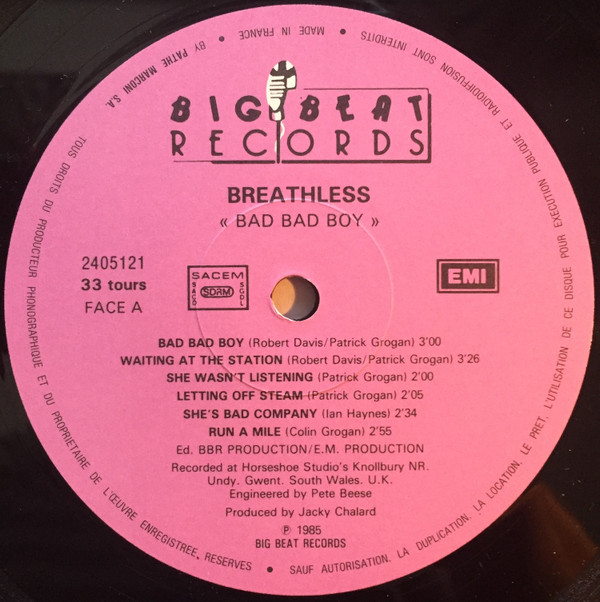 BIG BEAT
RECORDS
BREATHLESS
« BAD BAD BOY »
2405121
33 tours
FACE A
SACEM
SACD
SDRM
SGDL
EMI
BAD BAD BOY (Robert Davis/Patrick Grogan) 3'00
WAITING AT THE STATION (Robert Davis/Patrick Grogan) 3'26
SHE WASN'T LISTENING (Patrick Grogan) 2'00
LETTING OFF STEAM (Patrick Grogan) 2'05
SHE'S BAD COMPANY (Ian Haynes) 2'34
RUN A MILE (Colin Grogan) 2'55
Ed. BBR PRODUCTION/E.M. PRODUCTION
Recorded at Horseshoe Studio's Knollbury NR.
Undy. Gwent. South Wales. U.K.
Engineered by Pete Beese
Produced by Jacky Chalard
℗ 1985
BIG BEAT RECORDS
TOUS DROITS DU PRODUCTEUR PHONOGRAPHIQUE ET DU PROPRIETAIRE DE L'ŒUVRE ENREGISTREE, RESERVES • SAUF AUTORISATION, LA DUPLICATION, LA LOCATION, LE PRET, L'UTILISATION DE CE DISQUE POUR EXECUTION PUBLIQUE ET RADIODIFFUSION SONT INTERDITS • MADE IN FRANCE • BY PATHE MARCONI S.A.